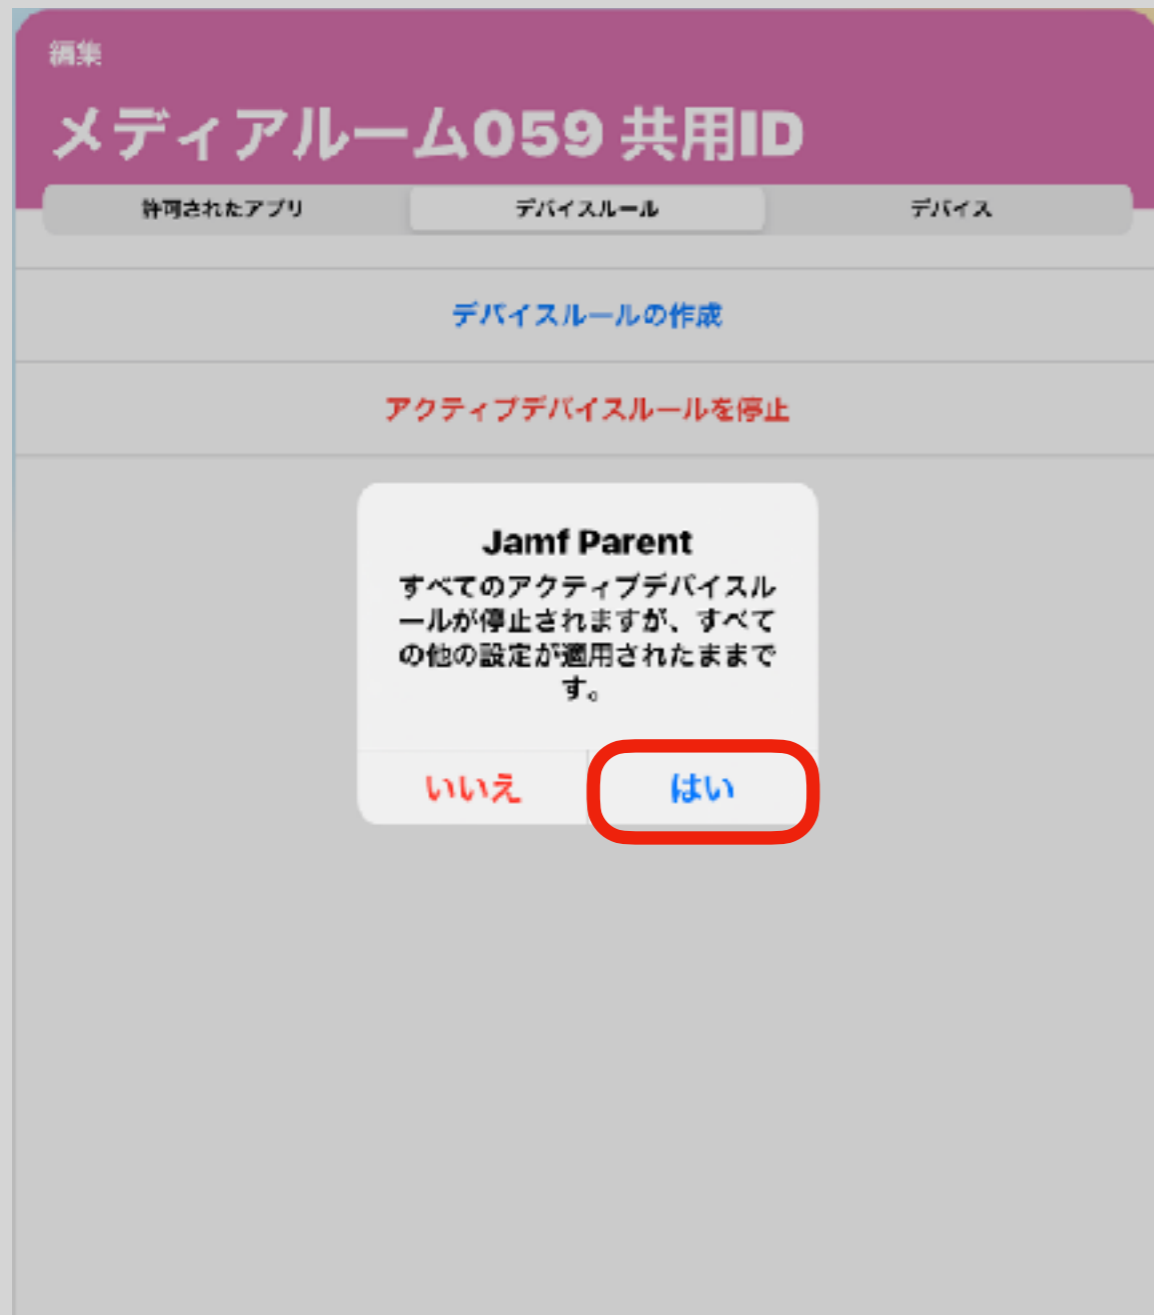 編集
メディアルーム059 共用ID
許可されたアプリ
デバイスルール
デバイス
デバイスルールの作成
アクティブデバイスルールを停止
Jamf Parent
すべてのアクティブデバイスル
ールが停止されますが、すべて
の他の設定が適用されたままで
す。
いいえ
はい